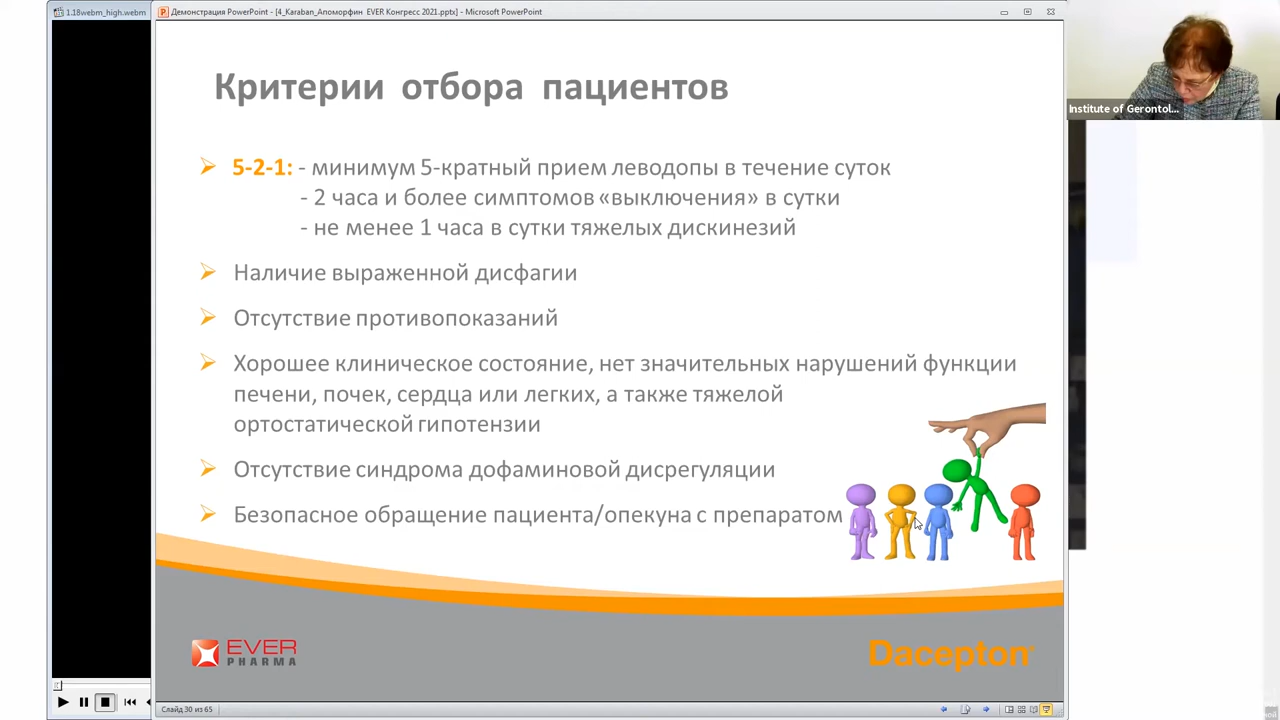 1.18webm_high.webm
Демонстрация PowerPoint - [4_Karaban_Апоморфин EVER Конгресс 2021.pptx] - Microsoft PowerPoint
Institute of Gerontol...
Критерии отбора пациентов
5-2-1: - минимум 5-кратный прием леводопы в течение суток
- 2 часа и более симптомов «выключения» в сутки
- не менее 1 часа в сутки тяжелых дискинезий
Наличие выраженной дисфагии
Отсутствие противопоказаний
Хорошее клиническое состояние, нет значительных нарушений функции
печени, почек, сердца или легких, а также тяжелой
ортостатической гипотензии
Отсутствие синдрома дофаминовой дисрегуляции
Безопасное обращение пациента/опекуна с препаратом
EVER
PHARMA
Dacepton®
Слайд 30 из 65